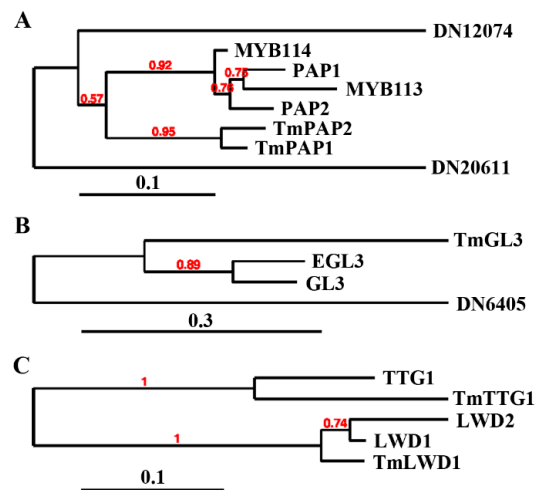 A
DN12074
MYB114
0.92
0.75
PAP1
MYB113
0.76
0.57
PAP2
TmPAP2
0.95
TmPAP1
DN20611
0.1
B
TmGL3
EGL3
0.89
GL3
DN6405
0.3
C
TTG1
1
TmTTG1
LWD2
0.74
LWD1
1
TmLWD1
0.1